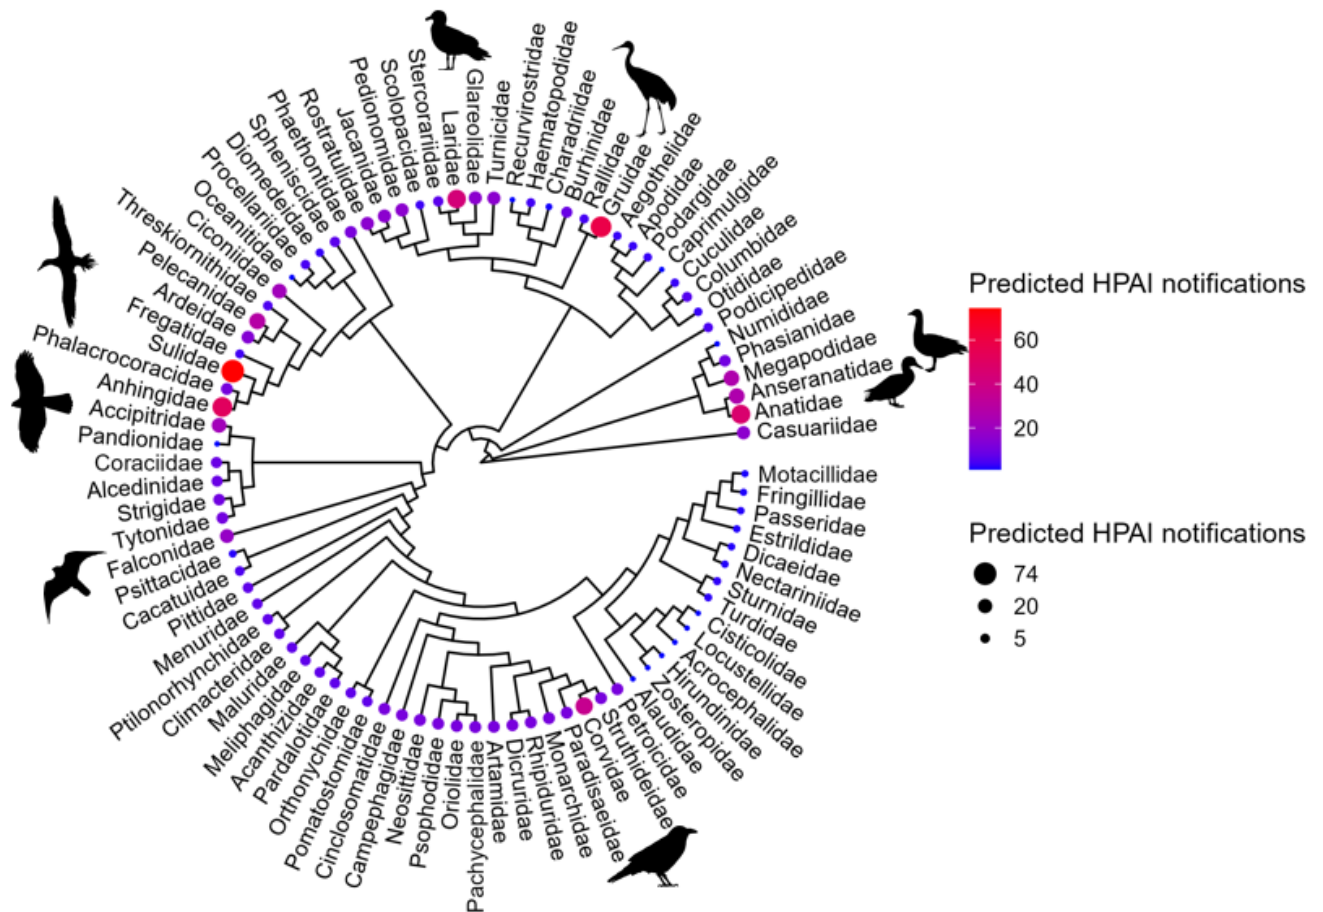 Stercorariidae
Scolopacidae
Pedionomidae
Jacanidae
Rostratulidae
Phaethontidae
Spheniscidae
Diomedeidae
Procellariidae
Oceanitidae
Ciconiidae
Threskiornithidae
Pelecanidae
Ardeidae
Fregatidae
Sulidae
Phalacrocoracidae
Anhingidae
Accipitridae
Pandionidae
Coraciidae
Alcedinidae
Strigidae
Tytonidae
Falconidae
Psittacidae
Cacatuidae
Pittidae
Menuridae
Ptilonorhynchidae
Climacteridae
Maluridae
Meliphagidae
Acanthizidae
Pardalotidae
Orthonychidae
Pomatostomidae
Cinclosomatidae
Campephagidae
Neosittidae
Psophodidae
Oriolidae
Pachycephalidae
Artamidae
Dicruridae
Rhipiduridae
Monarchidae
Paradisaeidae
Corvidae
Struthideidae
Petroicidae
Alaudidae
Zosteropidae
Hirundinidae
Acrocephalidae
Locustellidae
Cisticolidae
Turdidae
Sturnidae
Nectariniidae
Dicaeidae
Estrildidae
Passeridae
Fringillidae
Motacillidae
Casuariidae
Anatidae
Anseranatidae
Megapodidae
Phasianidae
Numididae
Podicipedidae
Otididae
Columbidae
Cuculidae
Caprimulgidae
Podargidae
Apodidae
Aegothelidae
Gruidae
Rallidae
Burhinidae
Charadriidae
Haematopodidae
Recurvirostridae
Turnicidae
Glareolidae
Laridae
Predicted HPAI notifications
60
40
20
Predicted HPAI notifications
74
20
5